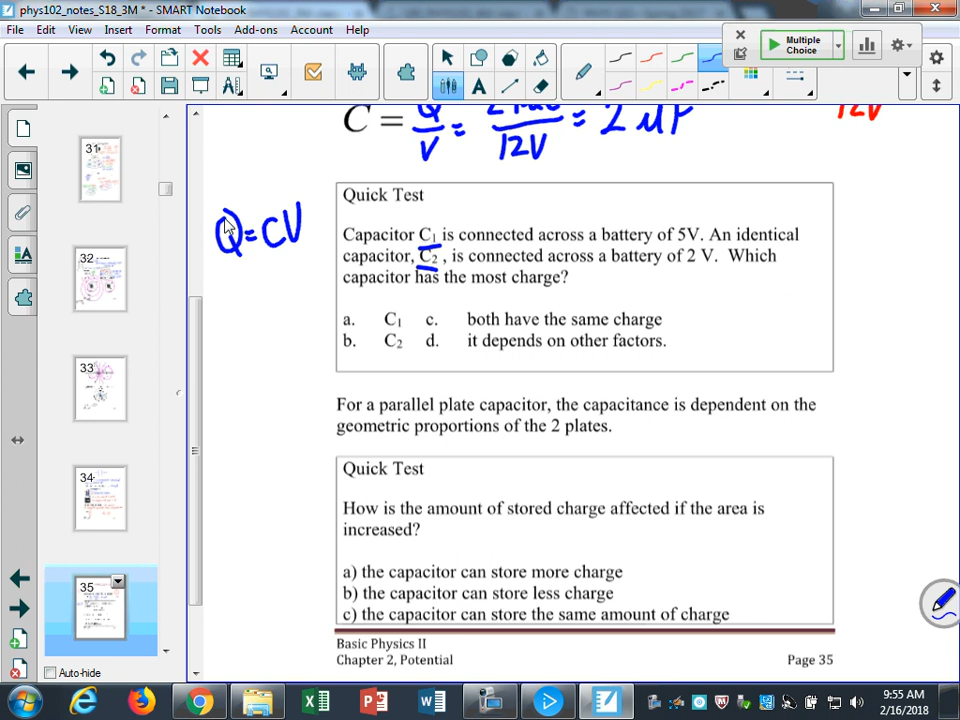 phys102_notes_S18_3M * - SMART Notebook
File Edit View Insert Format Tools Add-ons Account Help
Multiple Choice
C = Q/V = /12V = 2 μF
12V
31
32
33
34
35
Auto-hide
Q=CV
Quick Test
Capacitor C₁ is connected across a battery of 5V. An identical
capacitor, C₂ , is connected across a battery of 2 V. Which
capacitor has the most charge?
a. C₁ c. both have the same charge
b. C₂ d. it depends on other factors.
For a parallel plate capacitor, the capacitance is dependent on the
geometric proportions of the 2 plates.
Quick Test
How is the amount of stored charge affected if the area is
increased?
a) the capacitor can store more charge
b) the capacitor can store less charge
c) the capacitor can store the same amount of charge
Basic Physics II
Chapter 2, Potential Page 35
9:55 AM
2/16/2018